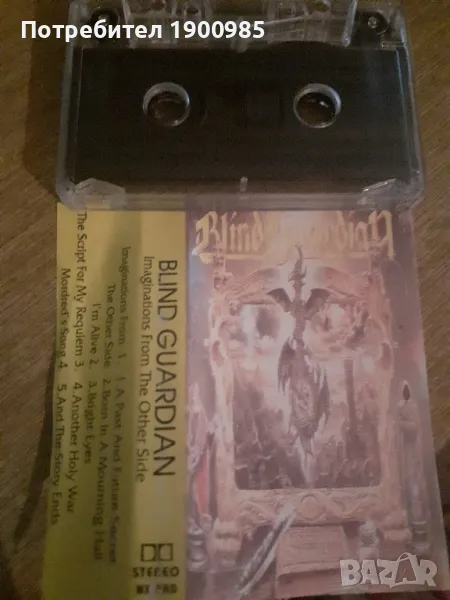 Потребител 1900985
Blind Guardian
BLIND GUARDIAN
Imaginations From The Other Side
Imaginations From 1
The Other Side
I'm Alive 2
The Script For My Requiem 3
Mordred's Song 4
1. A Past And Future Secret
2. Born In A Mourning Hall
3. Bright Eyes
4. Another Holy War
5. And The Story Ends
STEREO
BAZAR
bg